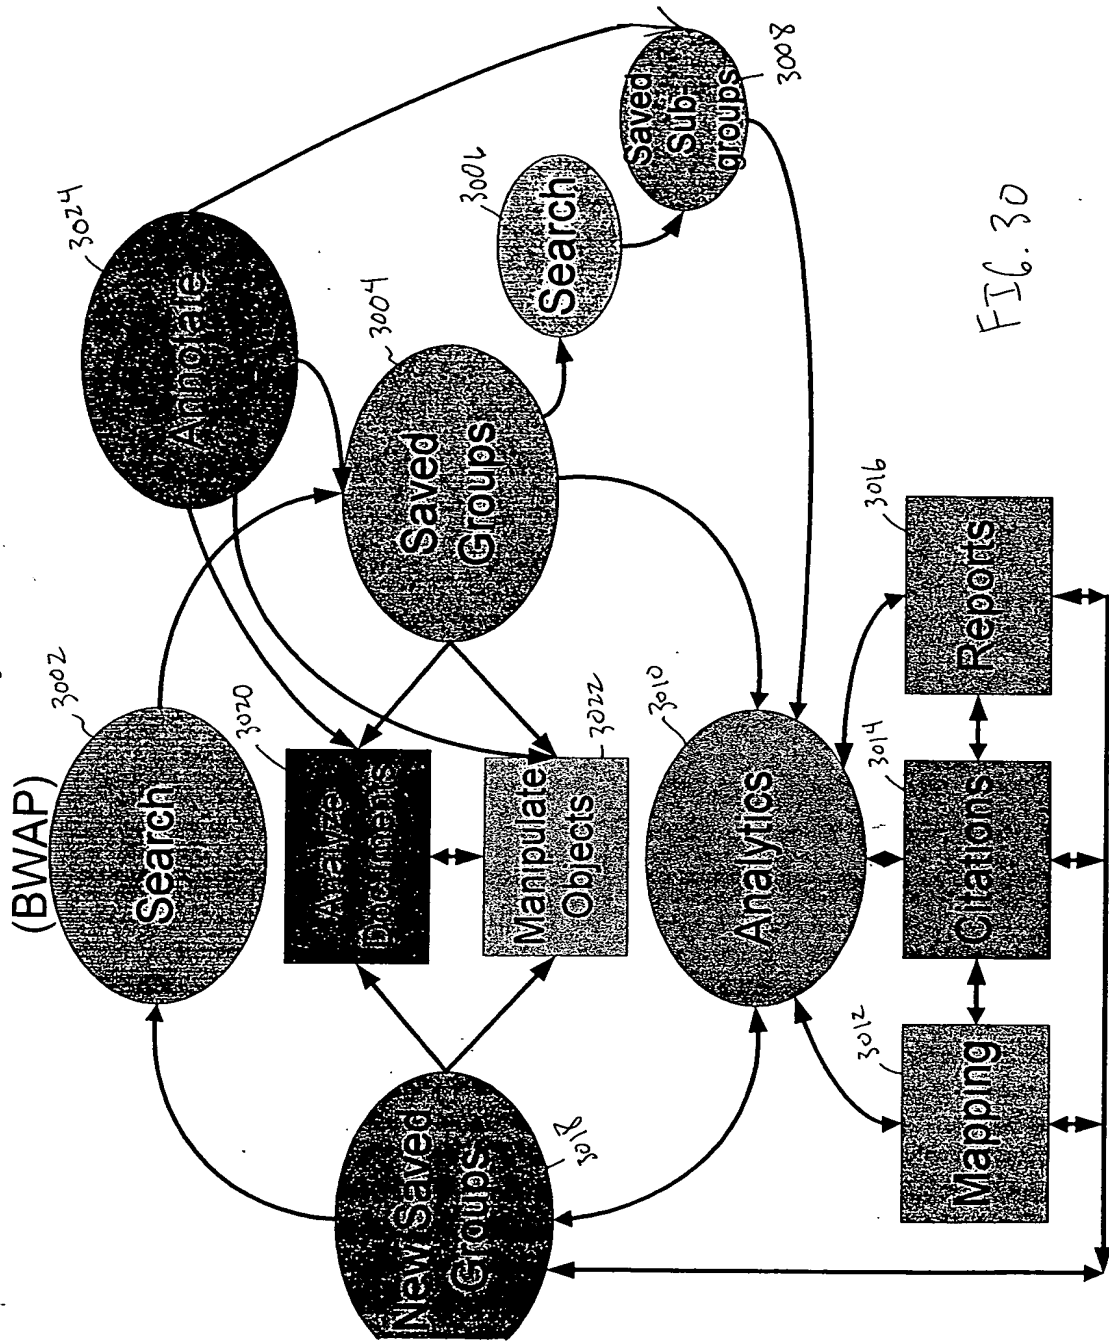 (BWAP)
Search
3002
Annotate
3024
Analyze
Documents
3020
Saved
Groups
3004
Search
3006
Saved
Sub-
groups
3008
New Saved
Groups
3018
Manipulate
Objects
3022
Analytics
3010
Mapping
3012
Citations
3014
Reports
3016
FIG. 30